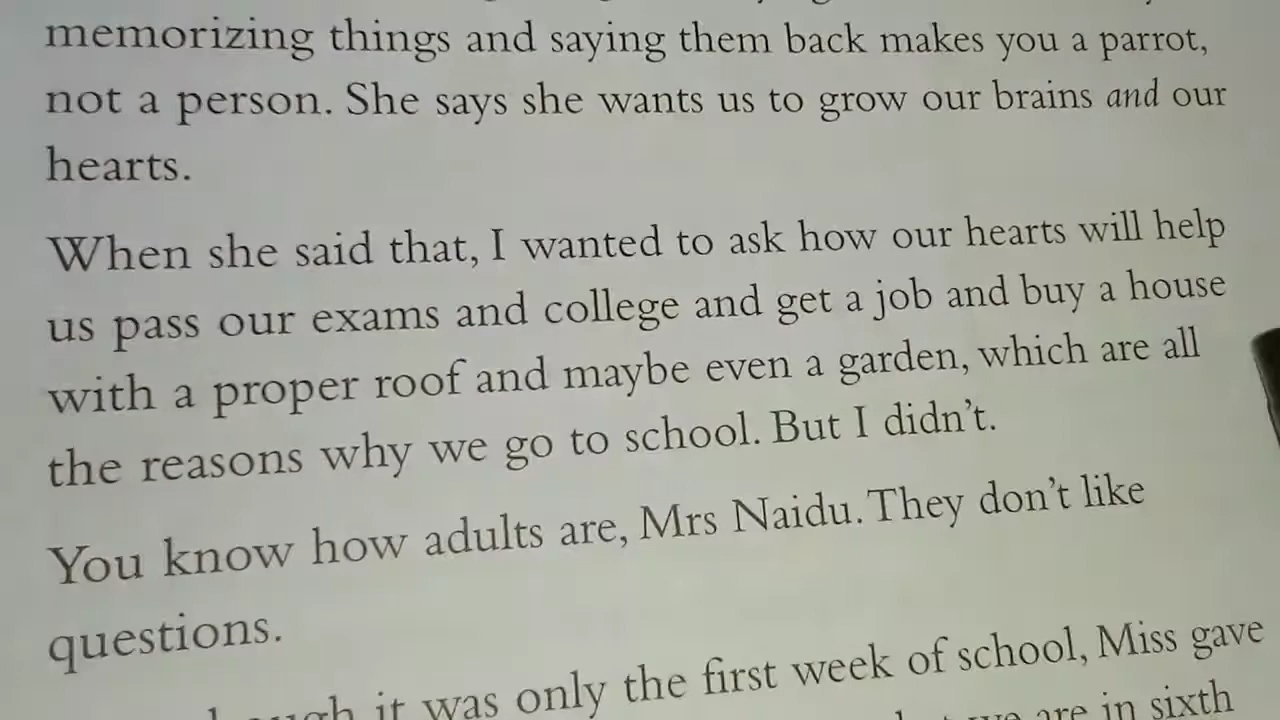 memorizing things and saying them back makes you a parrot,
not a person. She says she wants us to grow our brains and our
hearts.
When she said that, I wanted to ask how our hearts will help
us pass our exams and college and get a job and buy a house
with a proper roof and maybe even a garden, which are all
the reasons why we go to school. But I didn't.
You know how adults are, Mrs Naidu. They don't like
questions.
it was only the first week of school, Miss gave
we are in sixth